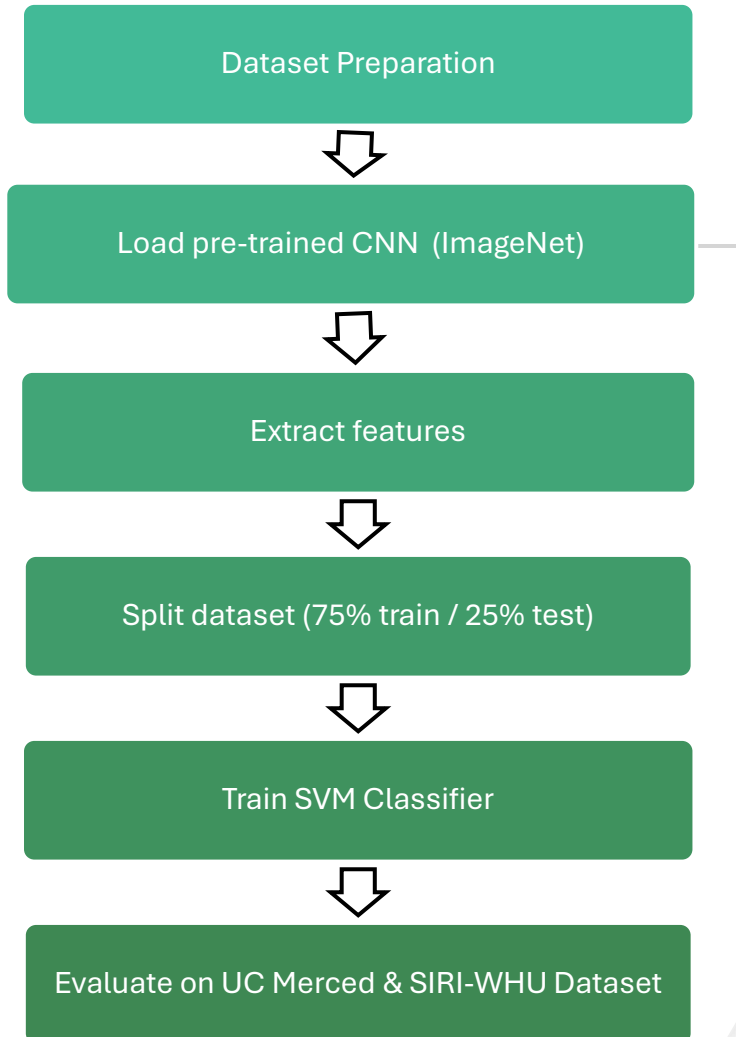 Dataset Preparation
Load pre-trained CNN (ImageNet)
Extract features
Split dataset (75% train / 25% test)
Train SVM Classifier
Evaluate on UC Merced & SIRI-WHU Dataset